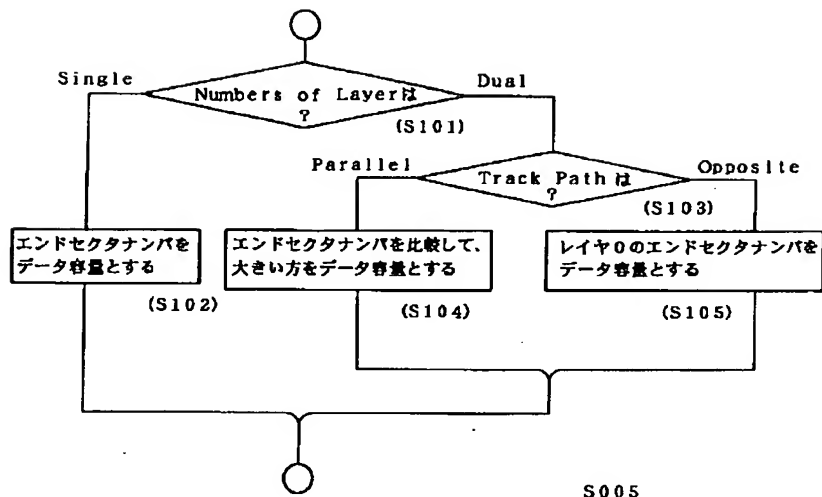 Single
Dual
Numbers of Layerは
?
(S101)
Parallel
Opposite
Track Pathは
?
(S103)
エンドセクタナンバを
データ容量とする
(S102)
エンドセクタナンバを比較して、
大きい方をデータ容量とする
(S104)
レイヤ0のエンドセクタナンバを
データ容量とする
(S105)
S005